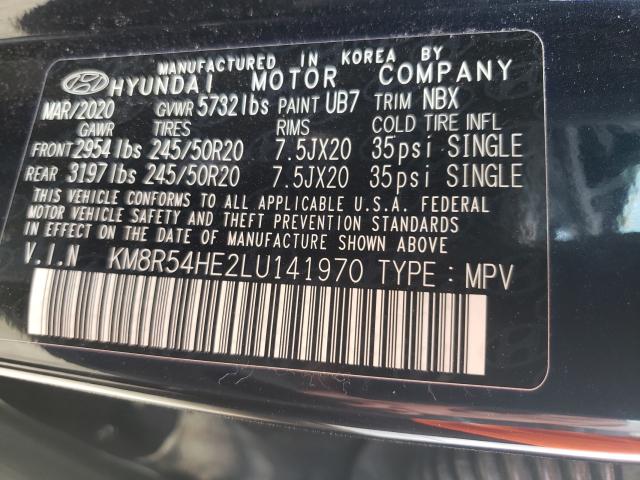 MANUFACTURED IN KOREA BY
HYUNDAI MOTOR COMPANY
MAR/2020 GVWR 5732lbs PAINT UB7 TRIM NBX
GAWR TIRES RIMS COLD TIRE INFL
FRONT 2954lbs 245/50R20 7.5JX20 35psi SINGLE
REAR 3197lbs 245/50R20 7.5JX20 35psi SINGLE
THIS VEHICLE CONFORMS TO ALL APPLICABLE U.S.A. FEDERAL
MOTOR VEHICLE SAFETY AND THEFT PREVENTION STANDARDS
IN EFFECT ON THE DATE OF MANUFACTURE SHOWN ABOVE
V.I.N KM8R54HE2LU141970 TYPE : MPV